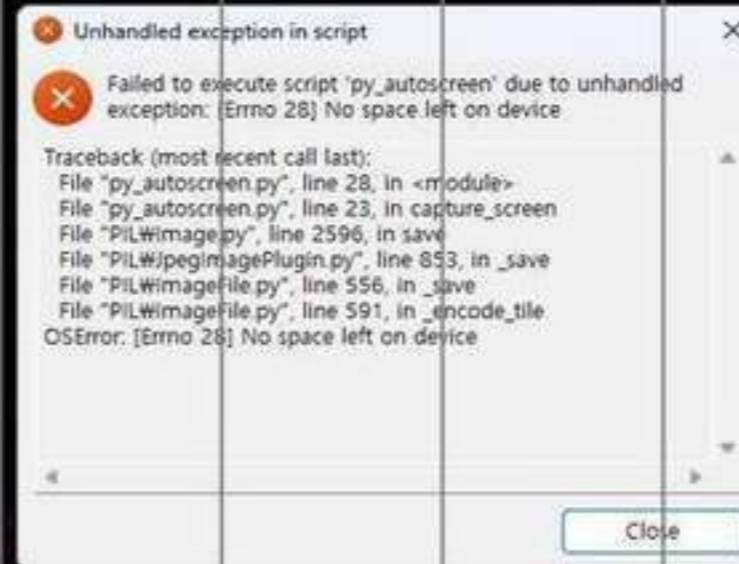 Unhandled exception in script
Failed to execute script 'py_autoscreen' due to unhandled
exception: [Errno 28] No space left on device
Traceback (most recent call last):
File "py_autoscreen.py", line 28, in <module>
File "py_autoscreen.py", line 23, in capture_screen
File "PIL₩Image.py", line 2596, in save
File "PIL₩JpegImagePlugin.py", line 853, in _save
File "PIL₩ImageFile.py", line 556, in _save
File "PIL₩ImageFile.py", line 591, in _encode_tile
OSError: [Errno 28] No space left on device
Close